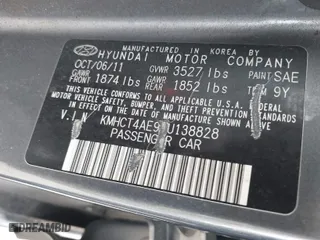 MANUFACTURED IN KOREA BY
HYUNDAI MOTOR COMPANY
OCT/06/11 GVWR 3527 lbs PAINT SAE
GAWR FRONT 1874 lbs GAWR REAR 1852 lbs TRIM 9Y
THIS VEHICLE CONFORMS TO ALL APPLICABLE U.S.A. FEDERAL
MOTOR VEHICLE SAFETY, BUMPER, AND THEFT PREVENTION
STANDARDS IN EFFECT ON THE DATE OF MANUFACTURE SHOWN ABOVE.
V.I.N KMHCT4AE9 U138828
PASSENGER CAR
DREAMBID